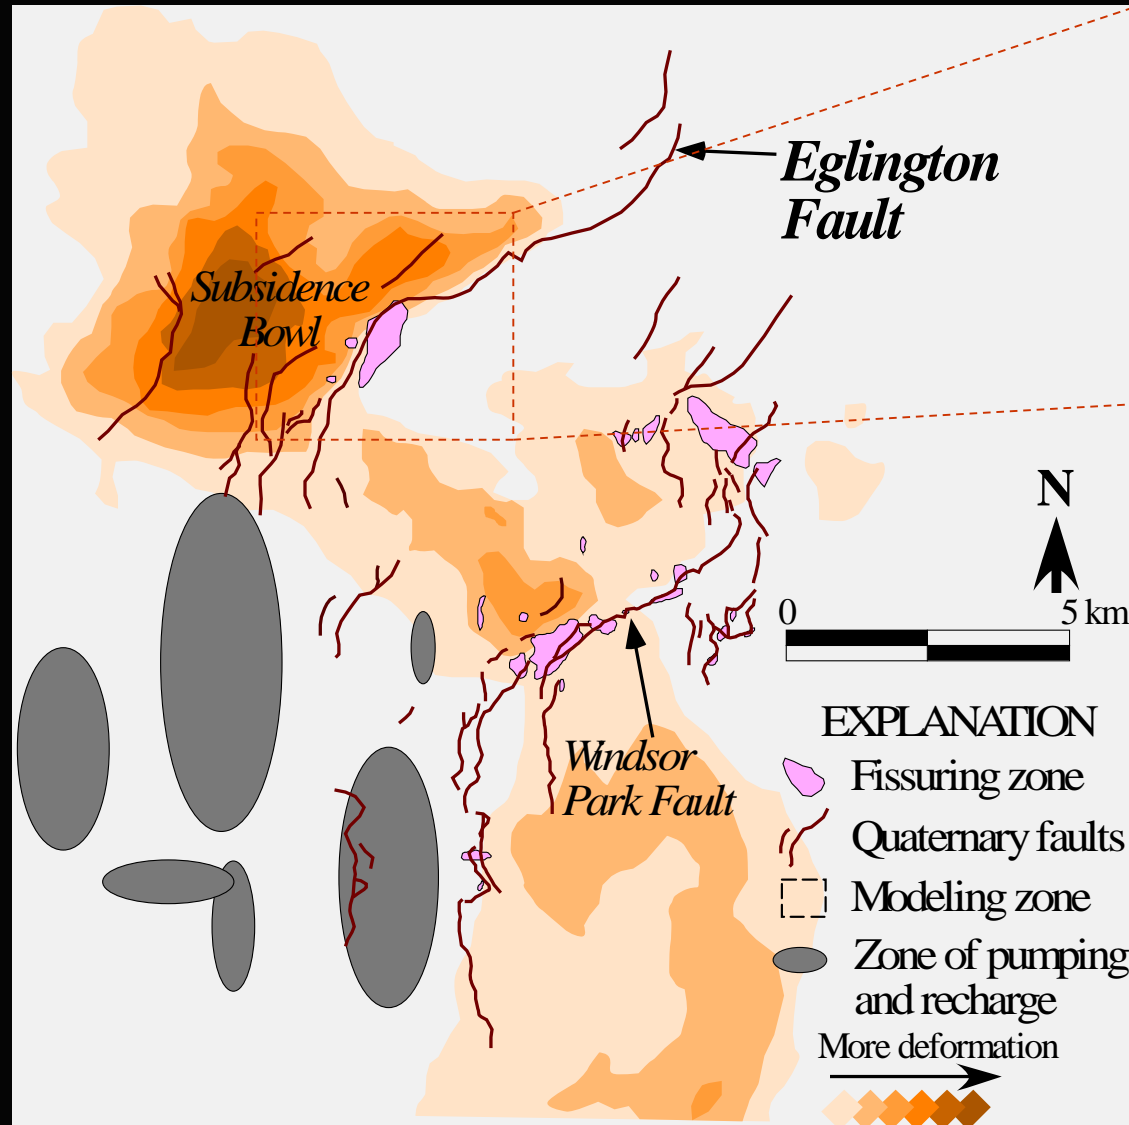 Eglington
Fault
Subsidence
Bowl
N
0 5 km
Windsor
Park Fault
EXPLANATION
Fissuring zone
Quaternary faults
Modeling zone
Zone of pumping
and recharge
More deformation